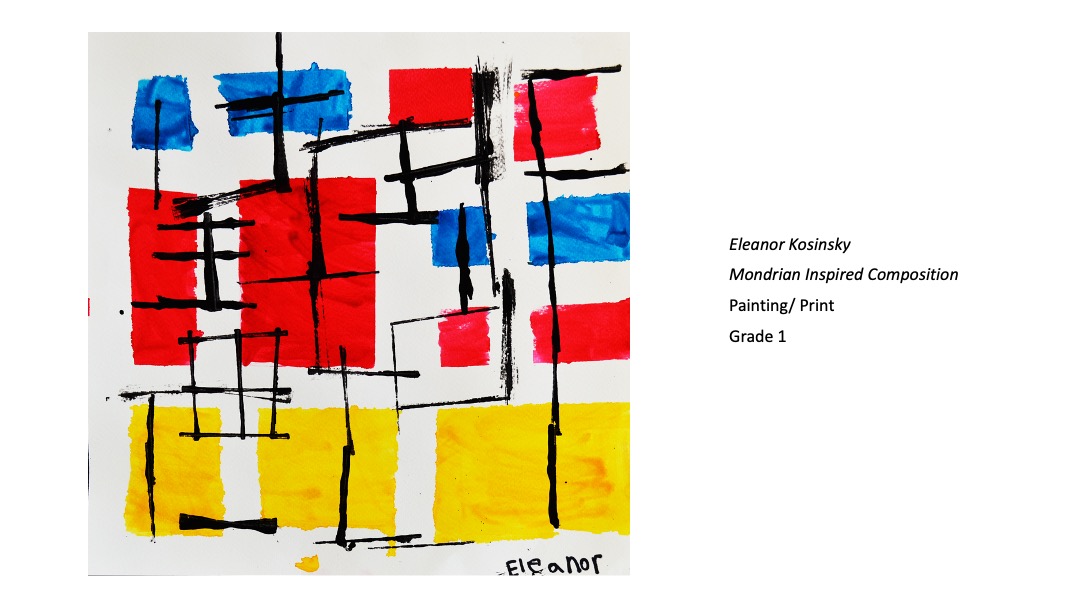 Eleanor
Eleanor Kosinsky
Mondrian Inspired Composition
Painting/ Print
Grade 1